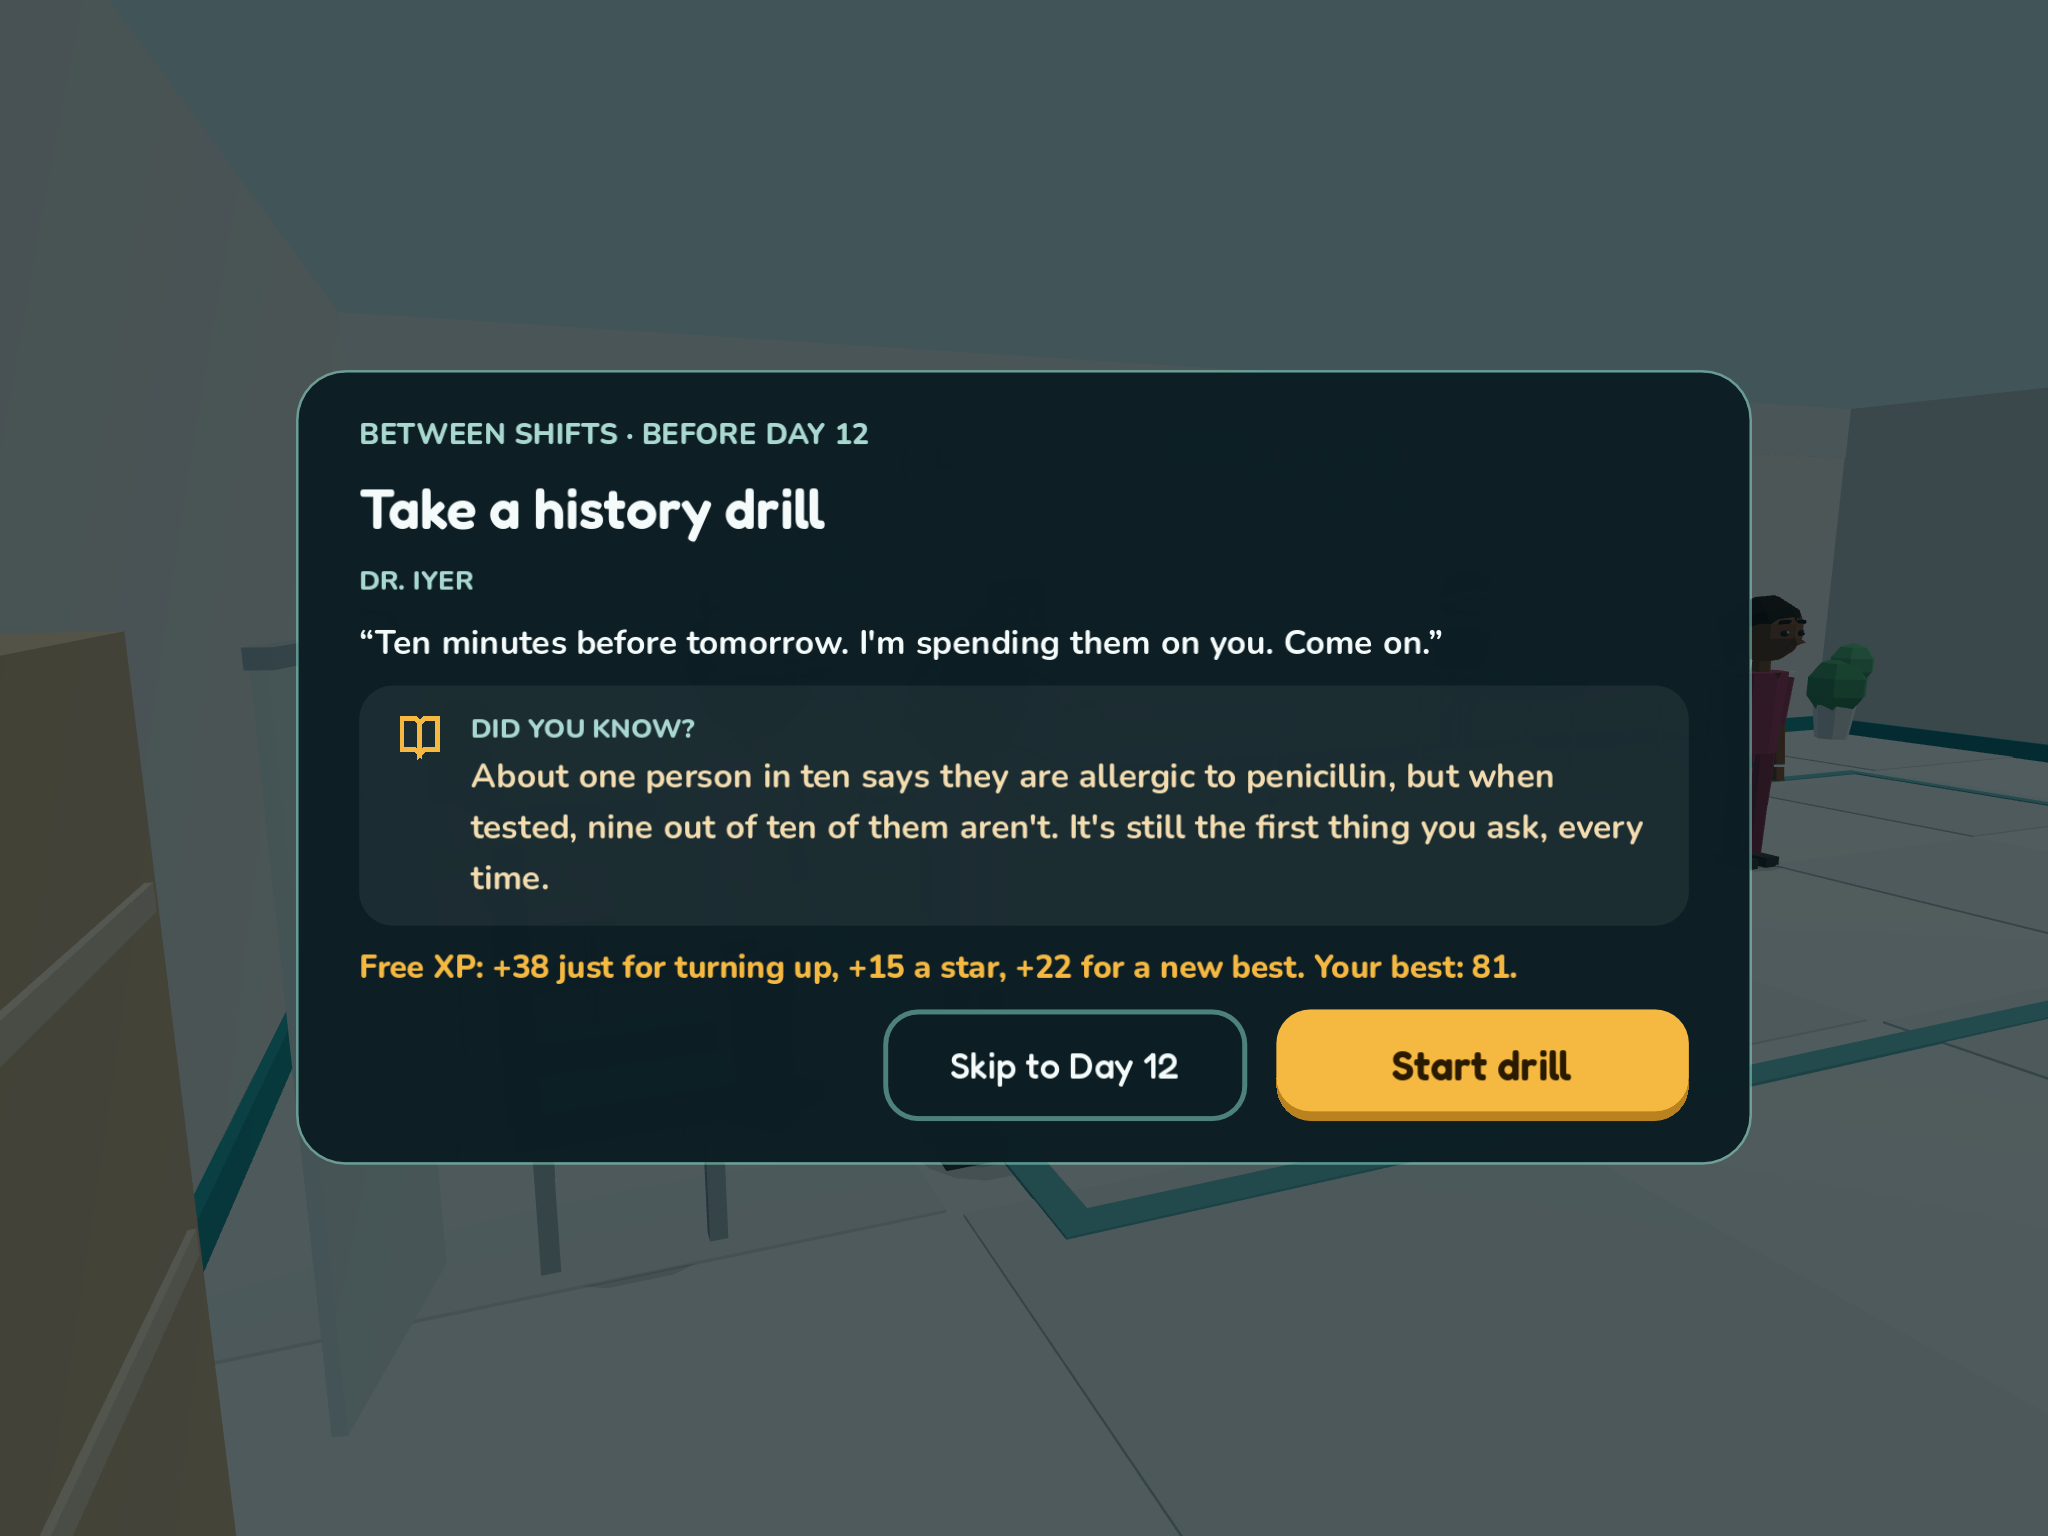 BETWEEN SHIFTS · BEFORE DAY 12
Take a history drill
DR. IYER
“Ten minutes before tomorrow. I'm spending them on you. Come on.”
DID YOU KNOW?
About one person in ten says they are allergic to penicillin, but when
tested, nine out of ten of them aren't. It's still the first thing you ask, every
time.
Free XP: +38 just for turning up, +15 a star, +22 for a new best. Your best: 81.
Skip to Day 12
Start drill